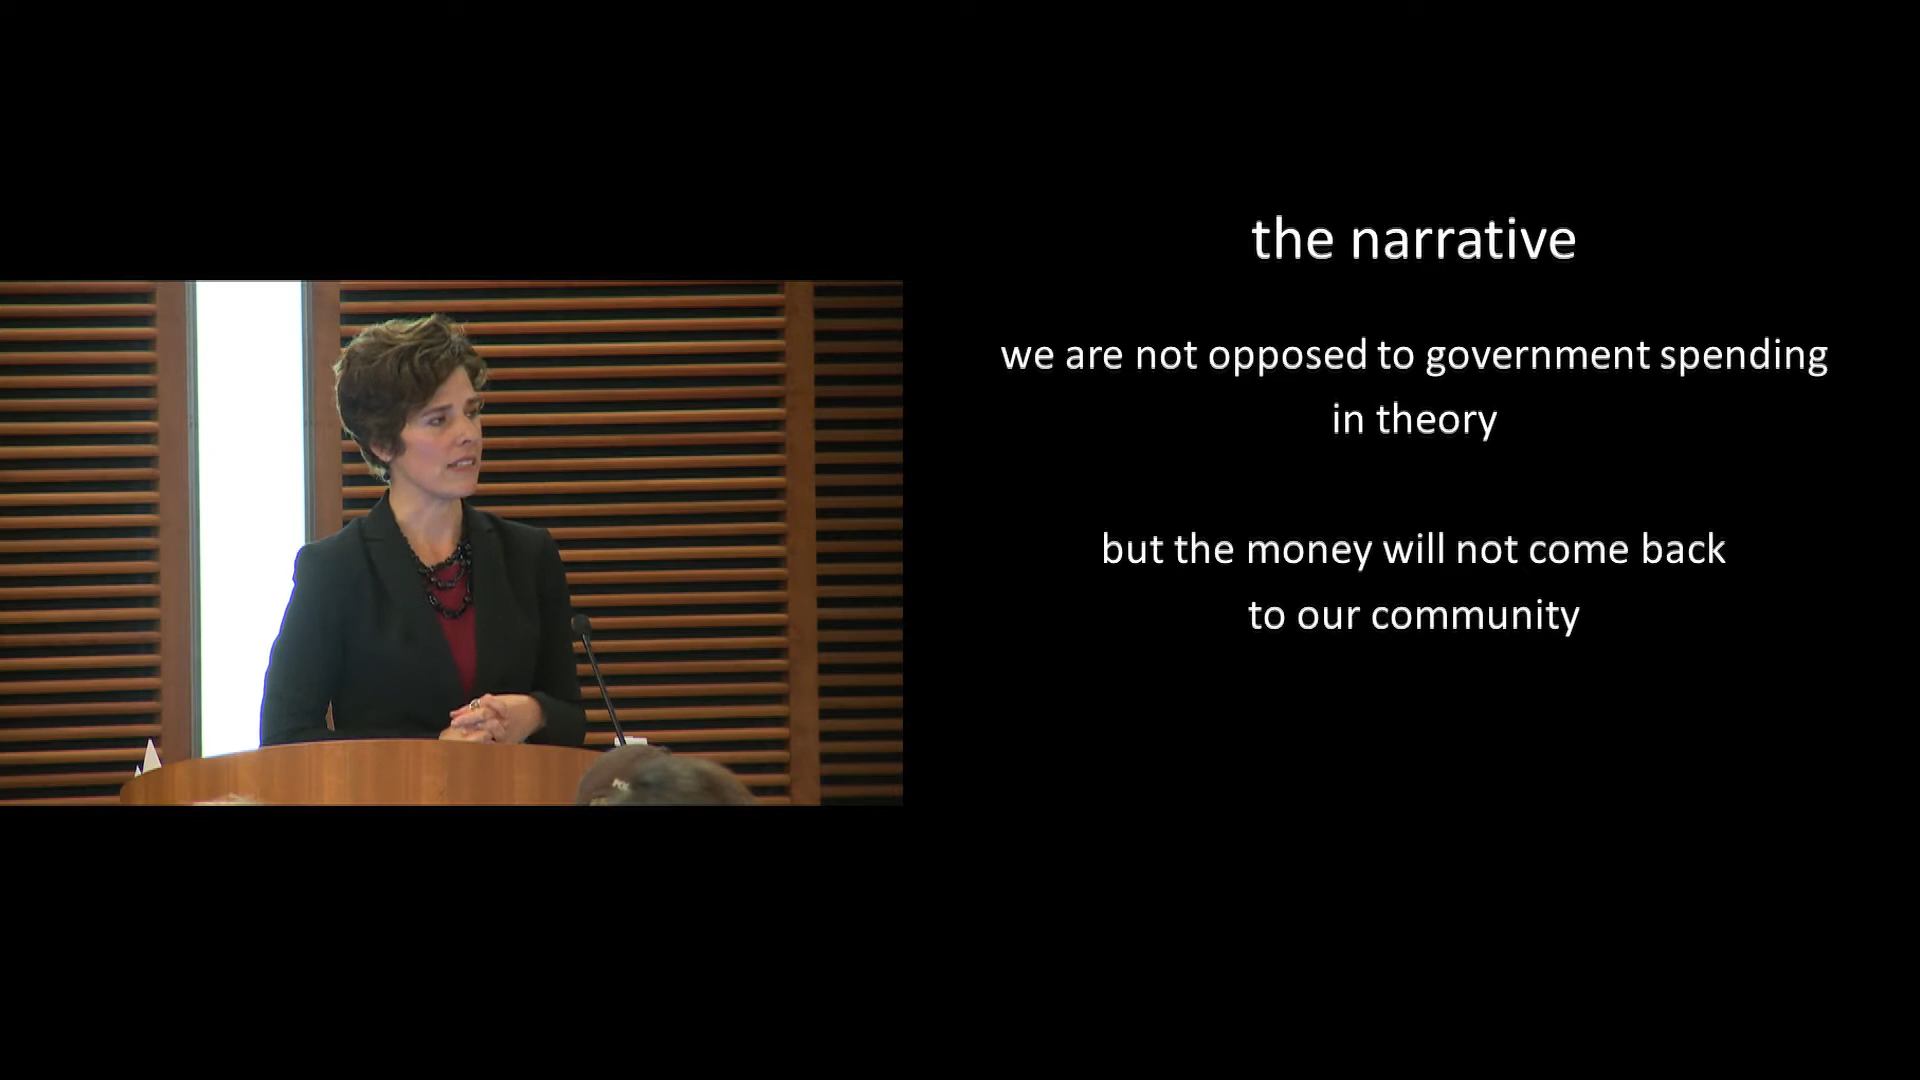 the narrative
we are not opposed to government spending
in theory
but the money will not come back
to our community